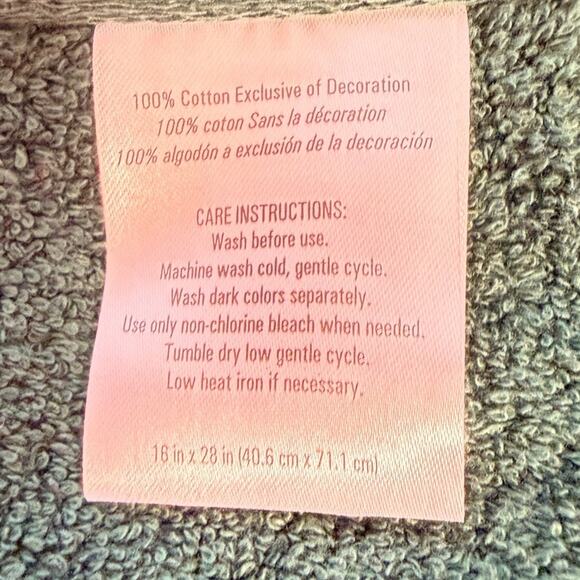 100% Cotton Exclusive of Decoration
100% coton Sans la décoration
100% algodón a exclusión de la decoración
CARE INSTRUCTIONS:
Wash before use.
Machine wash cold, gentle cycle.
Wash dark colors separately.
Use only non-chlorine bleach when needed.
Tumble dry low gentle cycle.
Low heat iron if necessary.
16 in x 28 in (40.6 cm x 71.1 cm)